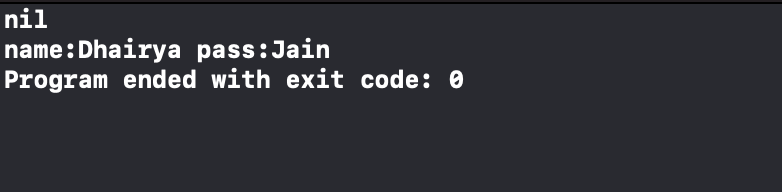 nil
name:Dhairya pass:Jain
Program ended with exit code: 0